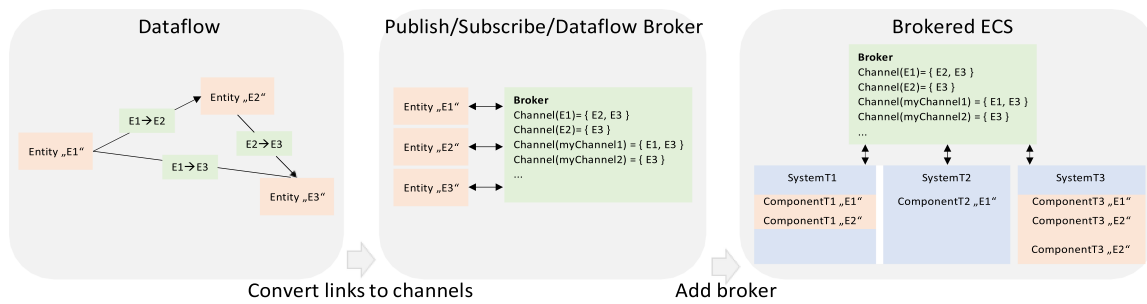 Dataflow
Entity „E1“
E1→E2
Entity „E2“
E2→E3
E1→E3
Entity „E3“
Convert links to channels
Publish/Subscribe/Dataflow Broker
Entity „E1“
Entity „E2“
Entity „E3“
Broker
Channel(E1)= { E2, E3 }
Channel(E2)= { E3 }
Channel(myChannel1) = { E1, E3 }
Channel(myChannel2) = { E3 }
...
Add broker
Brokered ECS
Broker
Channel(E1)= { E2, E3 }
Channel(E2)= { E3 }
Channel(myChannel1) = { E1, E3 }
Channel(myChannel2) = { E3 }
...
SystemT1
ComponentT1 „E1“
ComponentT1 „E2“
SystemT2
ComponentT2 „E1“
SystemT3
ComponentT3 „E1“
ComponentT3 „E2“
ComponentT3 „E2“